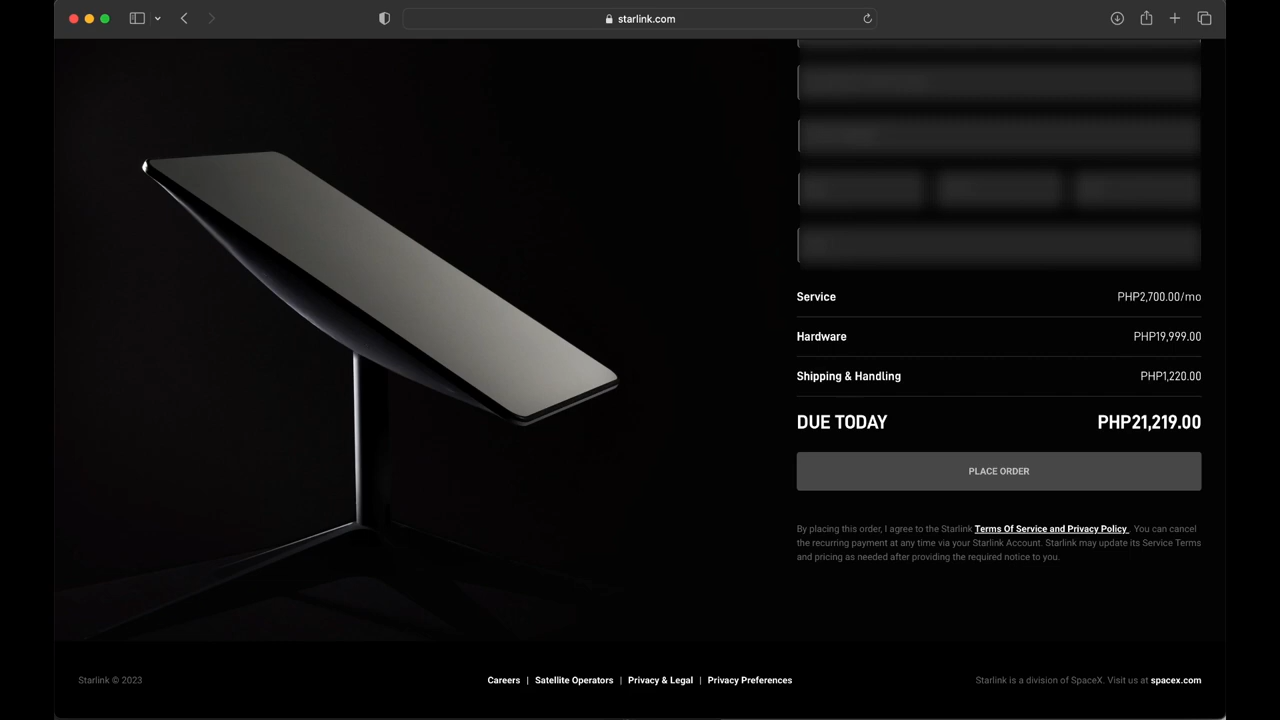 starlink.com
Service PHP2,700.00/mo
Hardware PHP19,999.00
Shipping & Handling PHP1,220.00
DUE TODAY PHP21,219.00
PLACE ORDER
By placing this order, I agree to the Starlink Terms Of Service and Privacy Policy . You can cancel
the recurring payment at any time via your Starlink Account. Starlink may update its Service Terms
and pricing as needed after providing the required notice to you.
Starlink © 2023 Careers | Satellite Operators | Privacy & Legal | Privacy Preferences Starlink is a division of SpaceX. Visit us at spacex.com